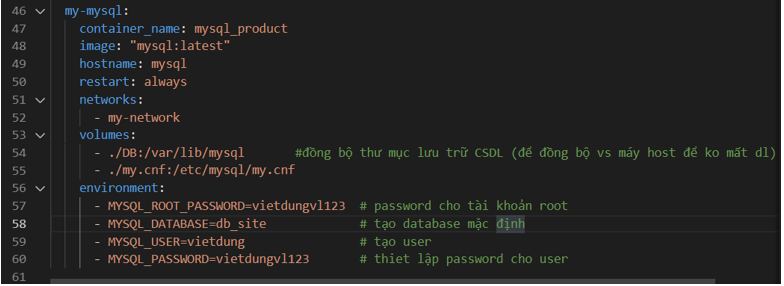 46 my-mysql:
47 container_name: mysql_product
48 image: "mysql:latest"
49 hostname: mysql
50 restart: always
51 networks:
52 - my-network
53 volumes:
54 - ./DB:/var/lib/mysql #đồng bộ thư mục lưu trữ CSDL (để đồng bộ vs máy host để ko mất dl)
55 - ./my.cnf:/etc/mysql/my.cnf
56 environment:
57 - MYSQL_ROOT_PASSWORD=vietdungvl123 # password cho tài khoản root
58 - MYSQL_DATABASE=db_site # tạo database mặc định
59 - MYSQL_USER=vietdung # tạo user
60 - MYSQL_PASSWORD=vietdungvl123 # thiet lập password cho user
61